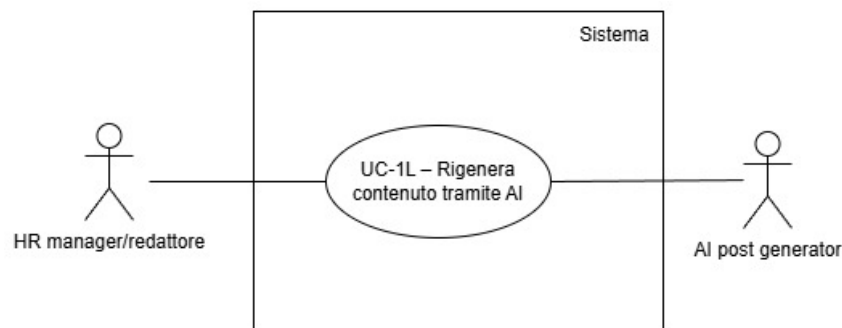 Sistema
UC-1L – Rigenera
contenuto tramite AI
HR manager/redattore
AI post generator